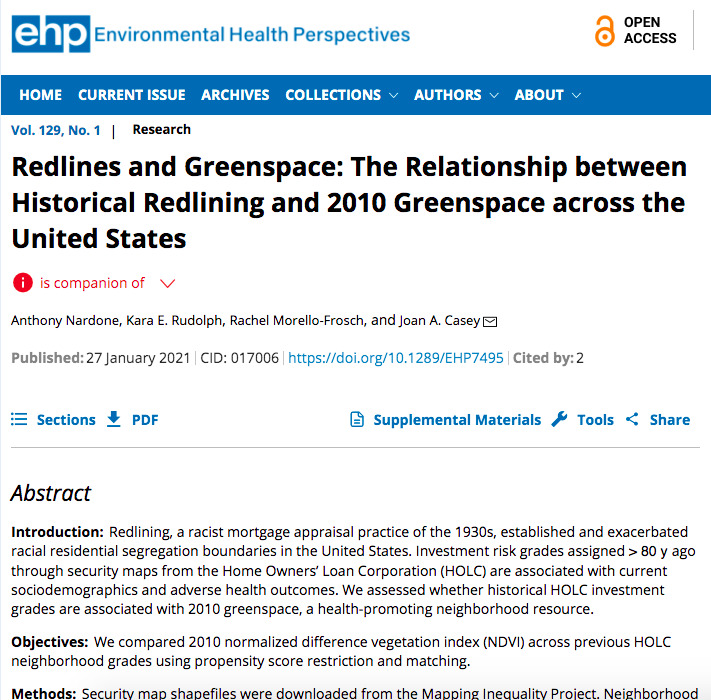 ehp Environmental Health Perspectives
OPEN
ACCESS
HOME CURRENT ISSUE ARCHIVES COLLECTIONS AUTHORS ABOUT
Vol. 129, No. 1 | Research
Redlines and Greenspace: The Relationship between
Historical Redlining and 2010 Greenspace across the
United States
i is companion of
Anthony Nardone, Kara E. Rudolph, Rachel Morello-Frosch, and Joan A. Casey
Published: 27 January 2021 | CID: 017006 | https://doi.org/10.1289/EHP7495 | Cited by: 2
Sections PDF Supplemental Materials Tools Share
Abstract
Introduction: Redlining, a racist mortgage appraisal practice of the 1930s, established and exacerbated
racial residential segregation boundaries in the United States. Investment risk grades assigned > 80 y ago
through security maps from the Home Owners’ Loan Corporation (HOLC) are associated with current
sociodemographics and adverse health outcomes. We assessed whether historical HOLC investment
grades are associated with 2010 greenspace, a health-promoting neighborhood resource.
Objectives: We compared 2010 normalized difference vegetation index (NDVI) across previous HOLC
neighborhood grades using propensity score restriction and matching.
Methods: Security map shapefiles were downloaded from the Mapping Inequality Project. Neighborhood